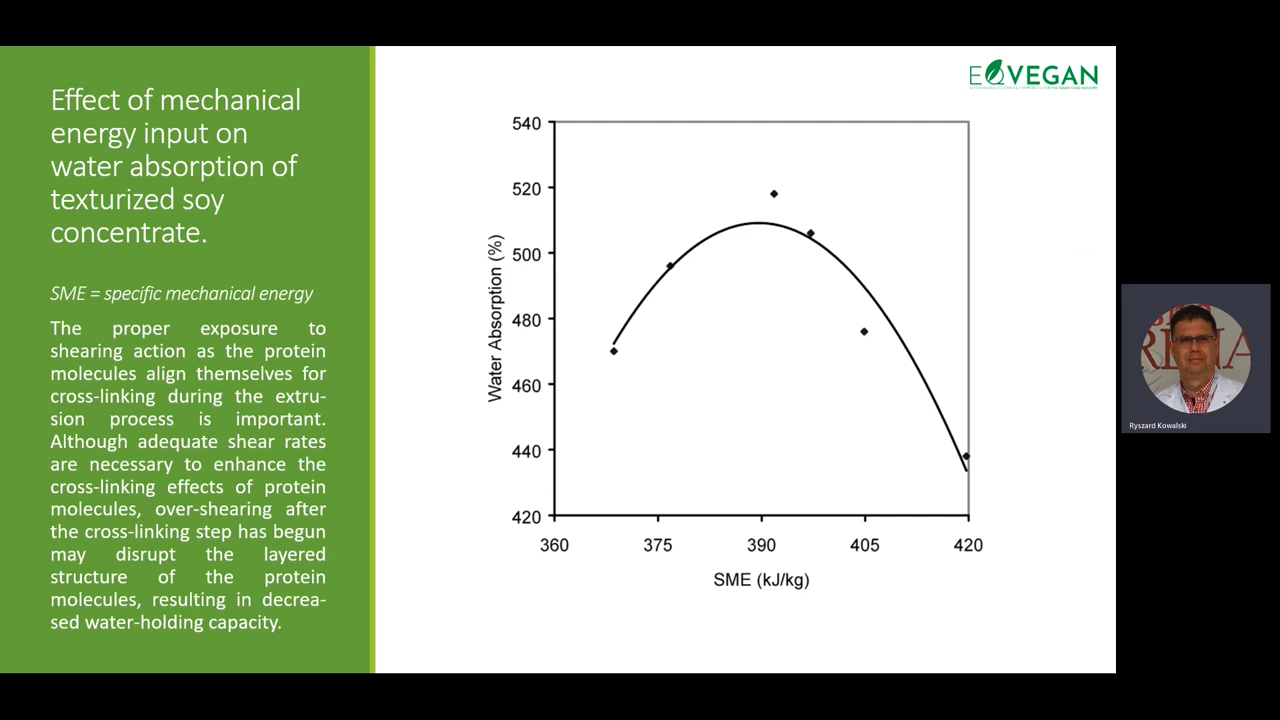 Effect of mechanical
energy input on
water absorption of
texturized soy
concentrate.
SME = specific mechanical energy
The proper exposure to
shearing action as the protein
molecules align themselves for
cross-linking during the extru-
sion process is important.
Although adequate shear rates
are necessary to enhance the
cross-linking effects of protein
molecules, over-shearing after
the cross-linking step has begun
may disrupt the layered
structure of the protein
molecules, resulting in decrea-
sed water-holding capacity.
EQVEGAN
540
520
500
480
460
440
420
Water Absorption (%)
360 375 390 405 420
SME (kJ/kg)
Ryszard Kowalski